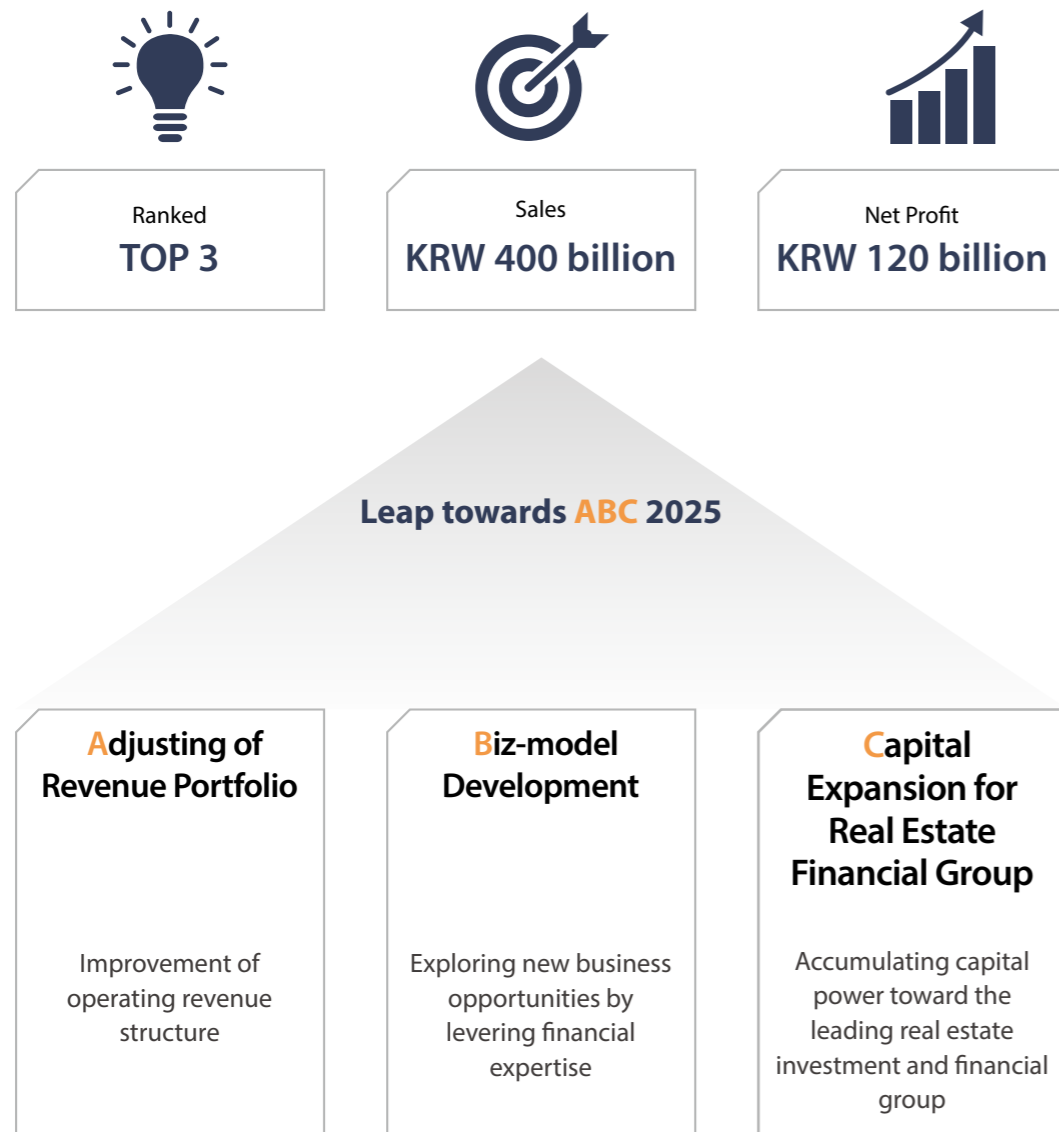 Ranked
TOP 3
Sales
KRW 400 billion
Net Profit
KRW 120 billion
Leap towards ABC 2025
Adjusting of
Revenue Portfolio
Improvement of
operating revenue
structure
Biz-model
Development
Exploring new business
opportunities by
levering financial
expertise
Capital
Expansion for
Real Estate
Financial Group
Accumulating capital
power toward the
leading real estate
investment and financial
group